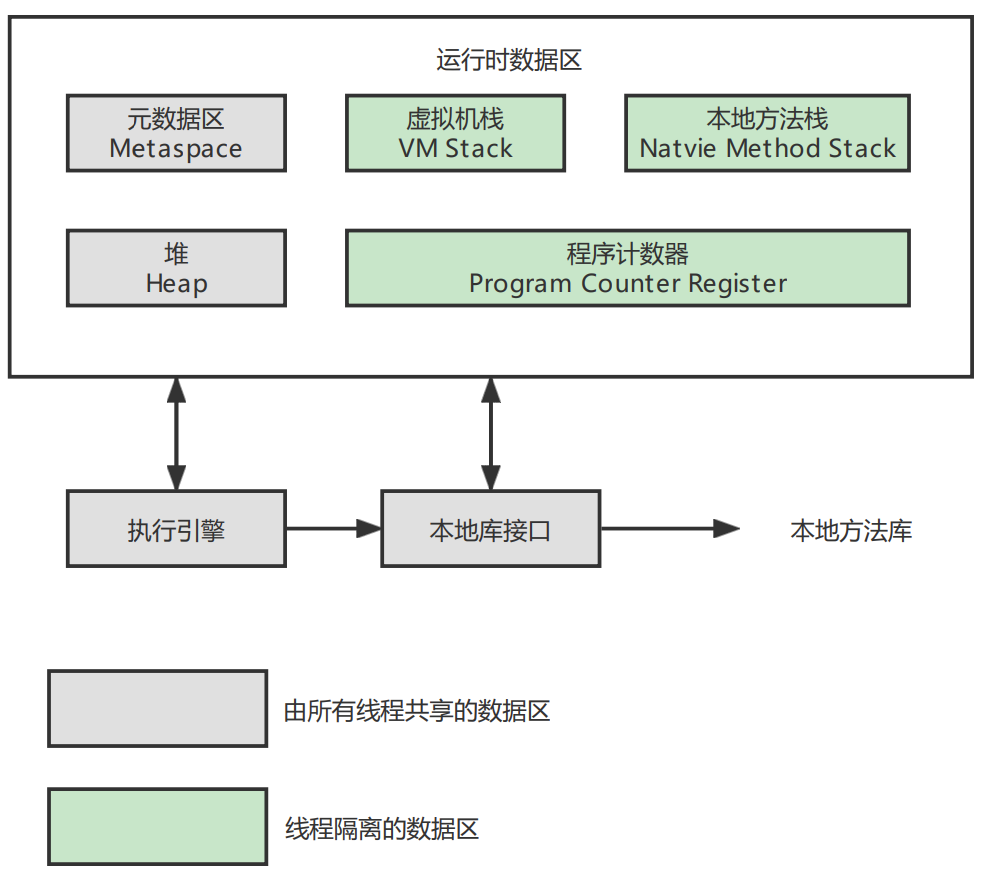 运行时数据区
元数据区
Metaspace
虚拟机栈
VM Stack
本地方法栈
Natvie Method Stack
堆
Heap
程序计数器
Program Counter Register
执行引擎
本地库接口
本地方法库
由所有线程共享的数据区
线程隔离的数据区